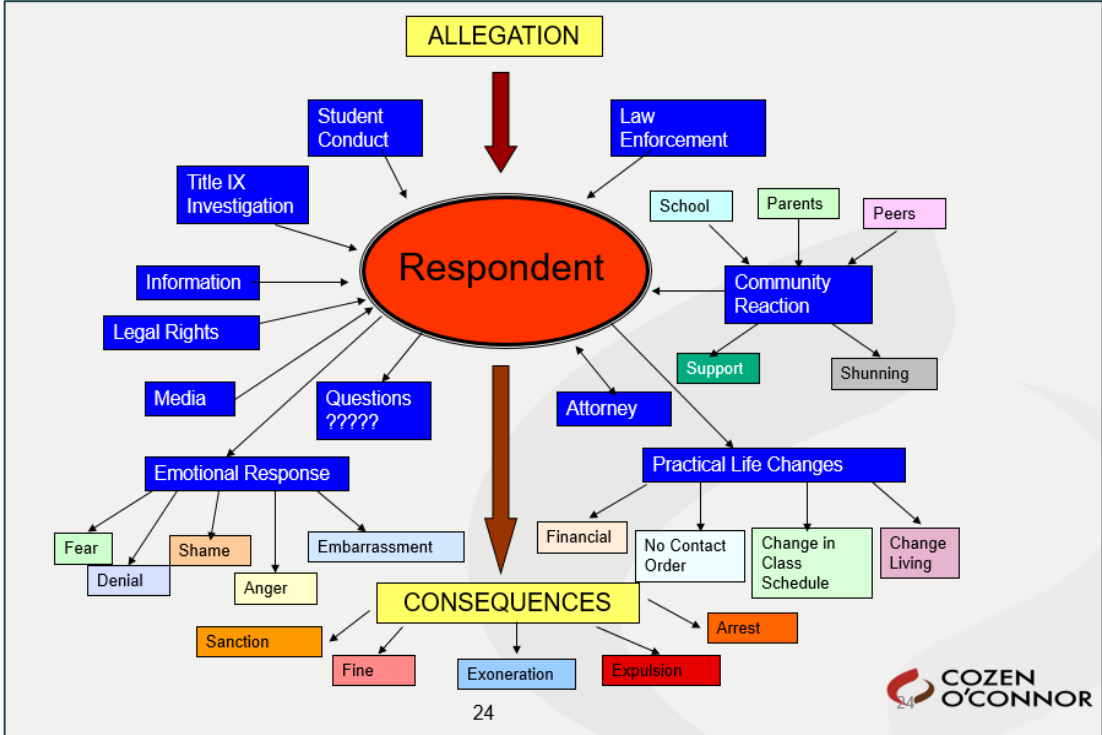 ALLEGATION
Student
Conduct
Law
Enforcement
Title IX
Investigation
School
Parents
Peers
Respondent
Information
Community
Reaction
Legal Rights
Support
Shunning
Media
Questions
?????
Attorney
Emotional Response
Practical Life Changes
Fear
Denial
Shame
Anger
Embarrassment
Financial
No Contact
Order
Change in
Class
Schedule
Change
Living
CONSEQUENCES
Sanction
Fine
Exoneration
Expulsion
Arrest
24
24
COZEN
O'CONNOR